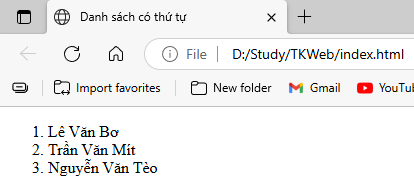 Danh sách có thứ tự
File D:/Study/TKWeb/index.html
Import favorites New folder Gmail YouTu
1. Lê Văn Bơ
2. Trần Văn Mít
3. Nguyễn Văn Tèo